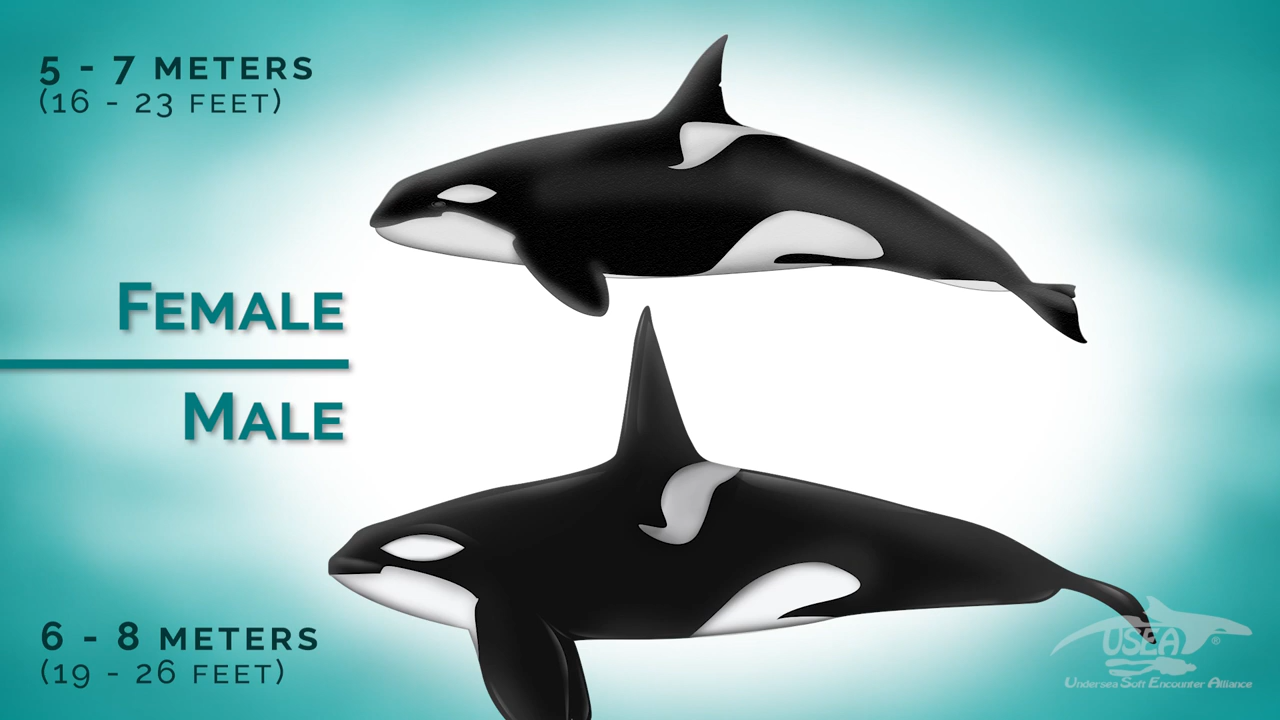 5 - 7 METERS
(16 - 23 FEET)
FEMALE
MALE
6 - 8 METERS
(19 - 26 FEET)
USEA ®
UNDERSEA SOFT ENCOUNTER ALLIANCE